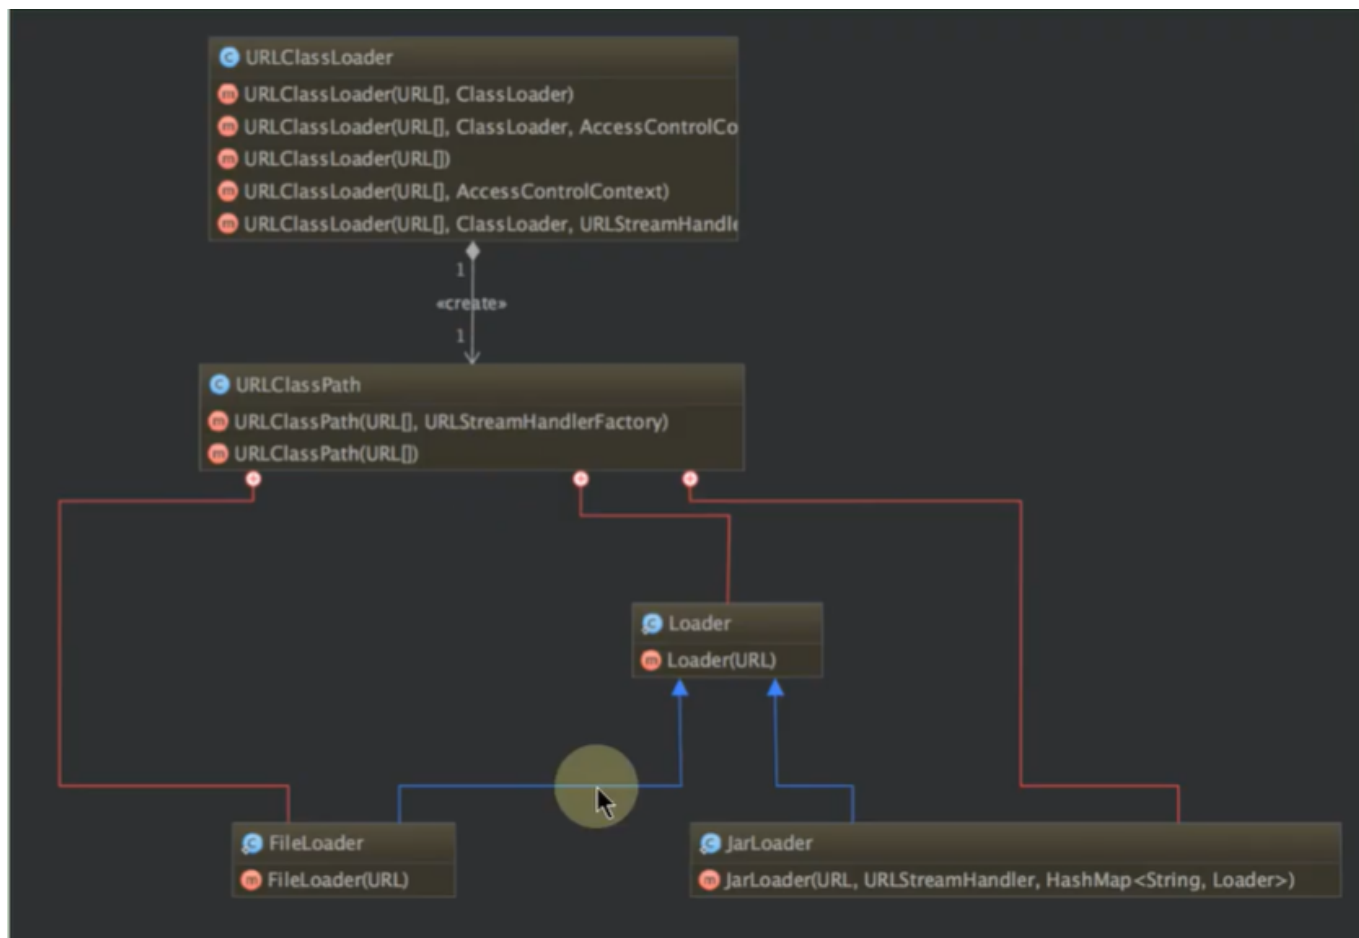 URLClassLoader
URLClassLoader(URL[], ClassLoader)
URLClassLoader(URL[], ClassLoader, AccessControlCo
URLClassLoader(URL[])
URLClassLoader(URL[], AccessControlContext)
URLClassLoader(URL[], ClassLoader, URLStreamHandle
1
«create»
1
URLClassPath
URLClassPath(URL[], URLStreamHandlerFactory)
URLClassPath(URL[])
Loader
Loader(URL)
FileLoader
FileLoader(URL)
JarLoader
JarLoader(URL, URLStreamHandler, HashMap<String, Loader>)